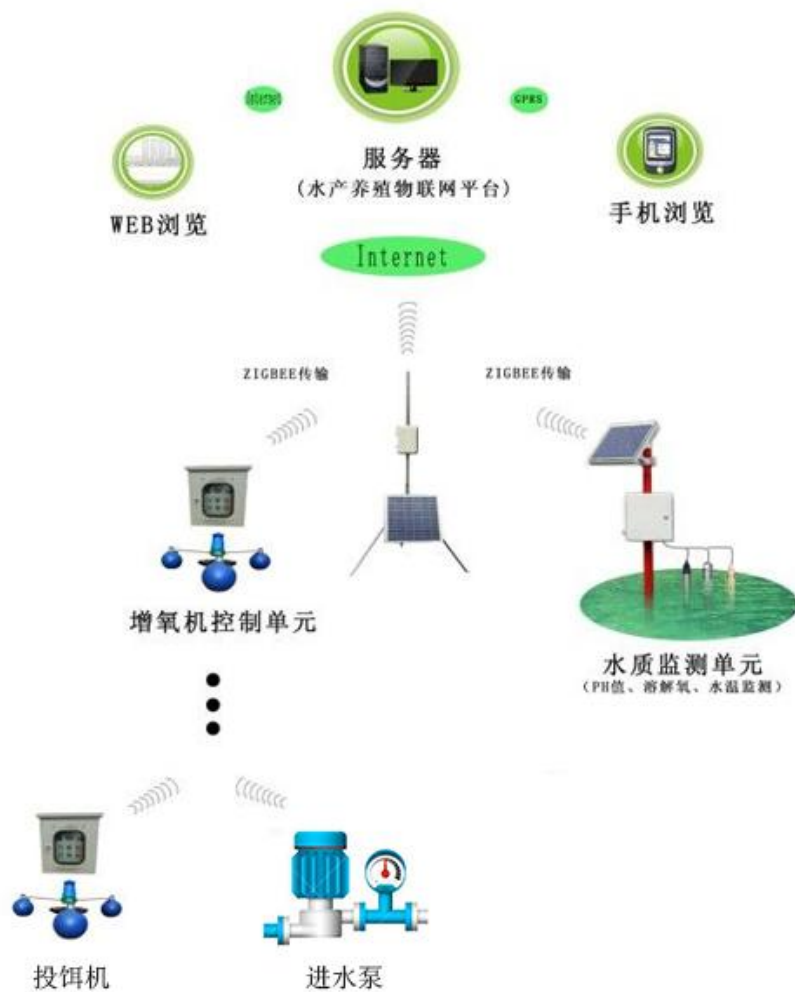 Internet
GPRS
服务器
(水产养殖物联网平台)
WEB浏览
手机浏览
Internet
ZIGBEE传输
ZIGBEE传输
增氧机控制单元
水质监测单元
(PH值、溶解氧、水温监测)
投饵机
进水泵